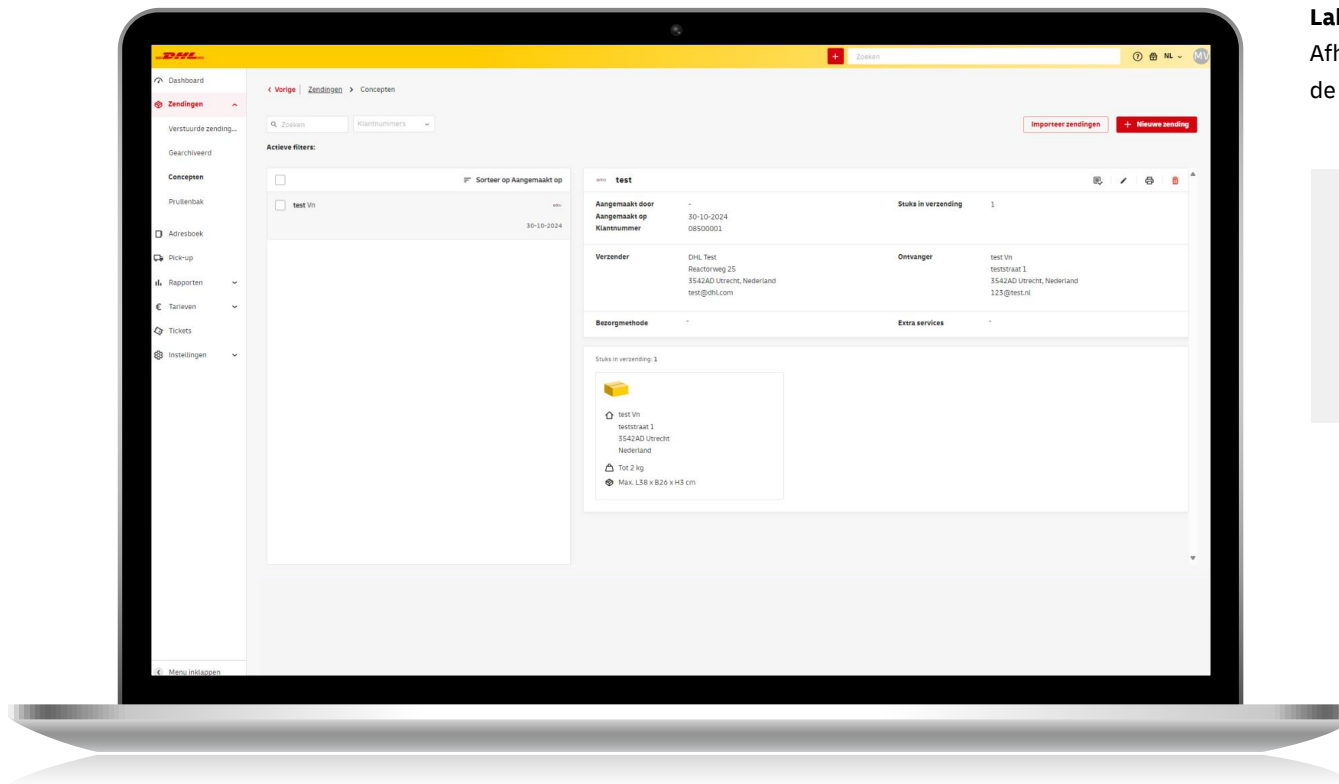 DHL
Zoeken
NL
MV
Dashboard
Zendingen
Verstuurde zending...
Gearchiveerd
Concepten
Prullenbak
Adresboek
Pick-up
Rapporten
Tarieven
Tickets
Instellingen
Menu inklappen
Vorige
Zendingen > Concepten
Zoeken
Klantnummers
Importeer zendingen
+ Nieuwe zending
Actieve filters:
Sorteer op Aangemaakt op
test Vn
30-10-2024
test
Aangemaakt door -
Aangemaakt op 30-10-2024
Klantnummer 08500001
Stuks in verzending 1
Verzender
DHL Test
Reactorweg 25
3542AD Utrecht, Nederland
test@dhl.com
Ontvanger
test Vn
teststraat 1
3542AD Utrecht, Nederland
123@test.nl
Bezorgmethode -
Extra services -
Stuks in verzending: 1
test Vn
teststraat 1
3542AD Utrecht
Nederland
Tot 2 kg
Max. L38 x B26 x H3 cm
Afh
de